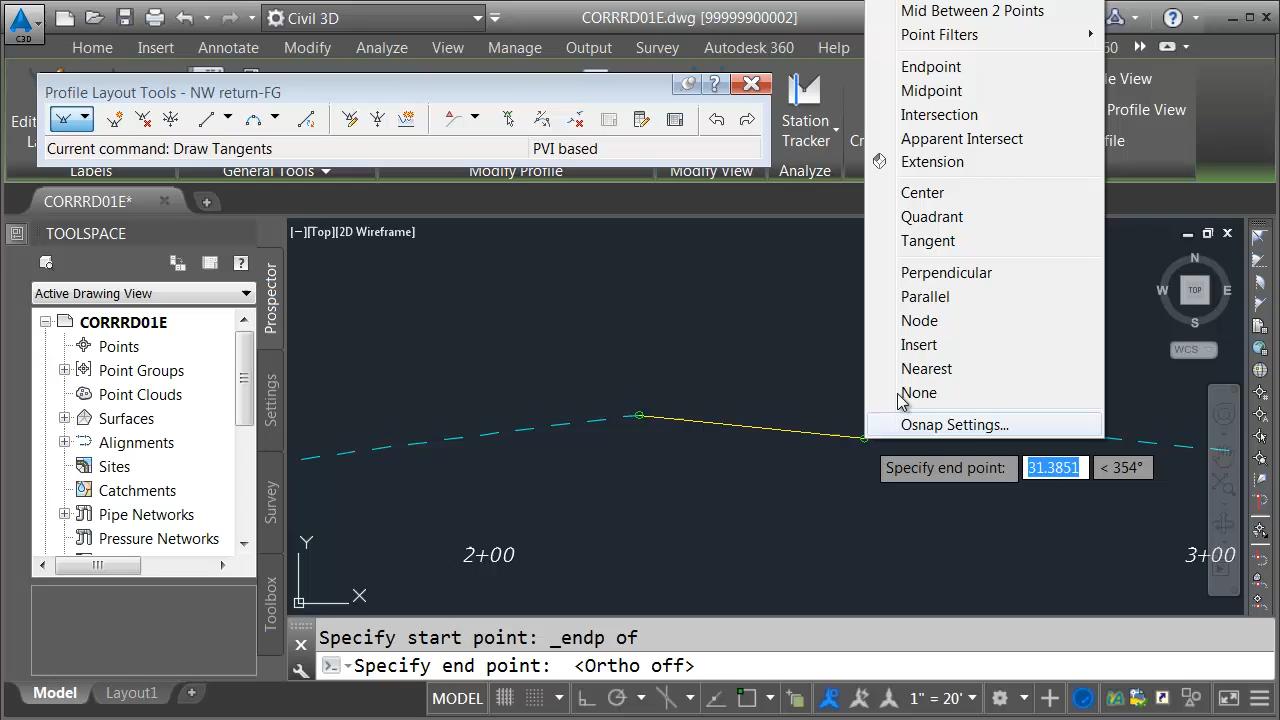 C3D
Civil 3D
CORRRD01E.dwg [99999900002]
Home
Insert
Annotate
Modify
Analyze
View
Manage
Output
Survey
Autodesk 360
Help
60
Profile Layout Tools - NW return-FG
Current command: Draw Tangents
PVI based
Edit
Station
Tracker
View
Profile View
file
Labels
General Tools
Modify Profile
Modify View
Analyze
CORRRD01E*
TOOLSPACE
Active Drawing View
CORRRD01E
Points
Point Groups
Point Clouds
Surfaces
Alignments
Sites
Catchments
Pipe Networks
Pressure Networks
Prospector
Settings
Survey
Toolbox
[−][Top][2D Wireframe]
Mid Between 2 Points
Point Filters
Endpoint
Midpoint
Intersection
Apparent Intersect
Extension
Center
Quadrant
Tangent
Perpendicular
Parallel
Node
Insert
Nearest
None
Osnap Settings...
N
W
TOP
E
S
WCS
Specify end point:
31.3851
< 354°
2+00
3+00
Y
X
Specify start point: _endp of
Specify end point: <Ortho off>
Model
Layout1
MODEL
1" = 20'